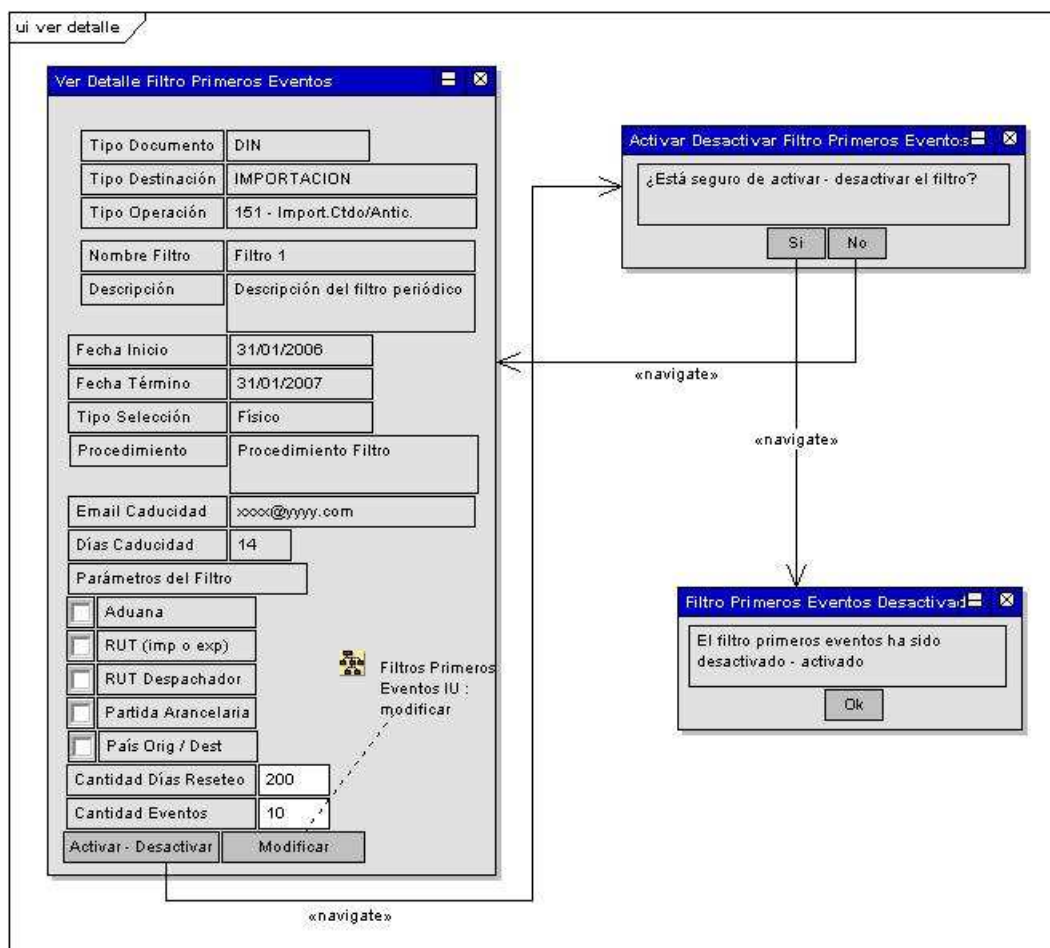 ui ver detalle
Ver Detalle Filtro Primeros Eventos
Tipo Documento DIN
Tipo Destinación IMPORTACION
Tipo Operación 151 - Import.Ctdo/Antic.
Nombre Filtro Filtro 1
Descripción Descripción del filtro periódico
Fecha Inicio 31/01/2006
Fecha Término 31/01/2007
Tipo Selección Físico
Procedimiento Procedimiento Filtro
Email Caducidad xxxx@yyyy.com
Días Caducidad 14
Parámetros del Filtro
Aduana
RUT (imp o exp)
RUT Despachador
Partida Arancelaria
País Orig / Dest
Cantidad Días Reseteo 200
Cantidad Eventos 10
Activar - Desactivar Modificar
Filtros Primeros
Eventos IU :
modificar
«navigate»
Activar Desactivar Filtro Primeros Eventos
¿Está seguro de activar - desactivar el filtro?
Si No
«navigate»
«navigate»
Filtro Primeros Eventos Desactivad
El filtro primeros eventos ha sido
desactivado - activado
Ok